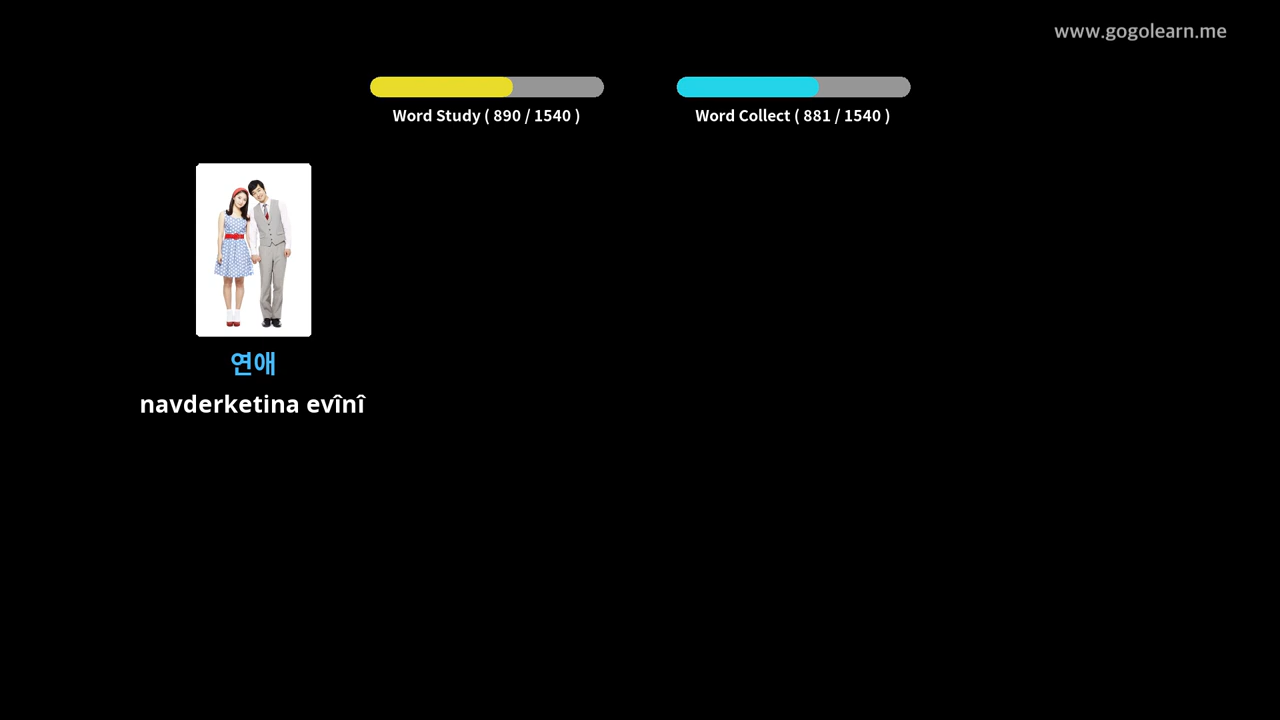 www.gogolearn.me
Word Study ( 890 / 1540 )
Word Collect ( 881 / 1540 )
연애
navderketina evînî